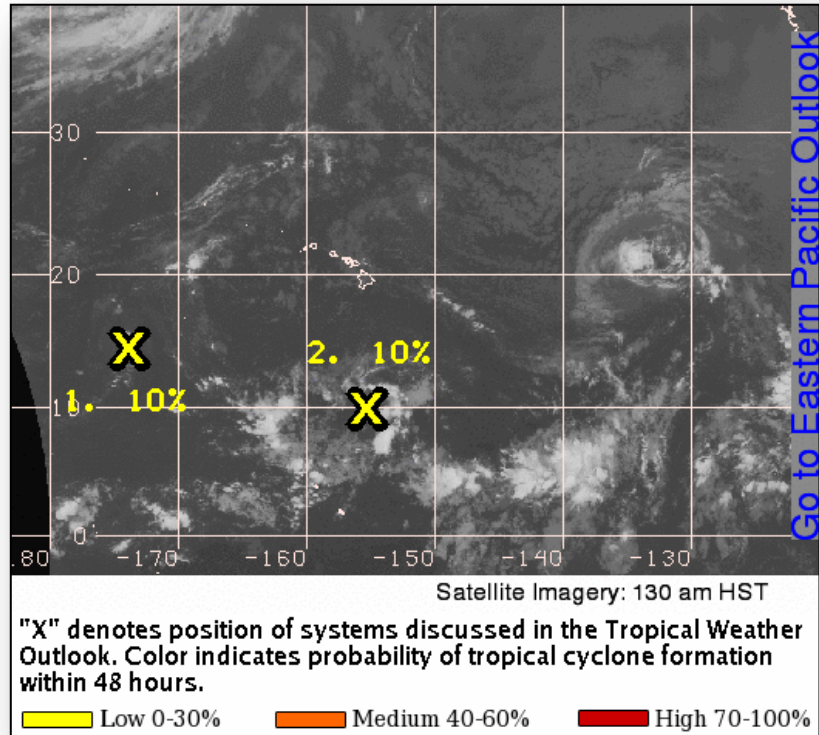 Go to Eastern Pacific Outlook
30
20
2. 10%
X
X
1. 10%
10
0
.80 -170 -160 -150 -140 -130
Satellite Imagery: 130 am HST
"X" denotes position of systems discussed in the Tropical Weather
Outlook. Color indicates probability of tropical cyclone formation
within 48 hours.
Low 0-30% Medium 40-60% High 70-100%